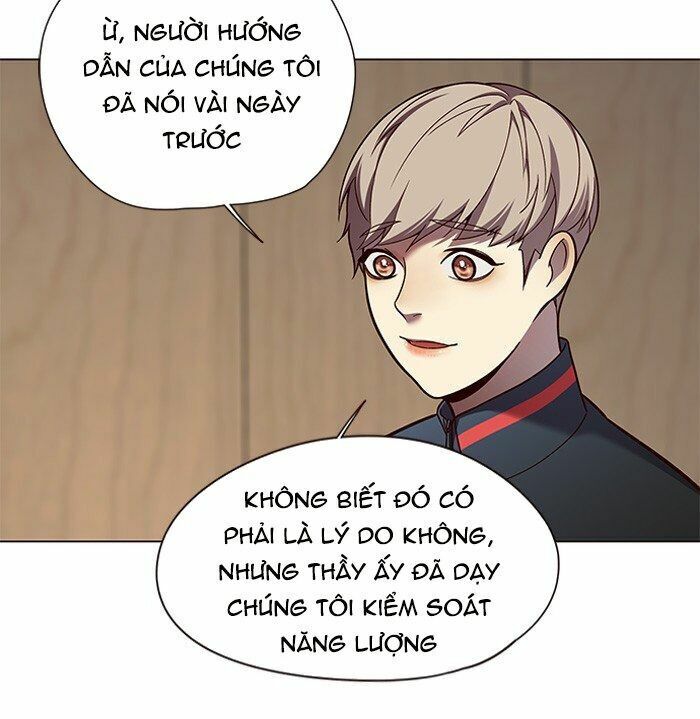 Ừ, NGƯỜI HƯỚNG
DẪN CỦA CHÚNG TÔI
ĐÃ NÓI VÀI NGÀY
TRƯỚC
KHÔNG BIẾT ĐÓ CÓ
PHẢI LÀ LÝ DO KHÔNG,
NHƯNG THẦY ẤY ĐÃ DẠY
CHÚNG TÔI KIỂM SOÁT
NĂNG LƯỢNG